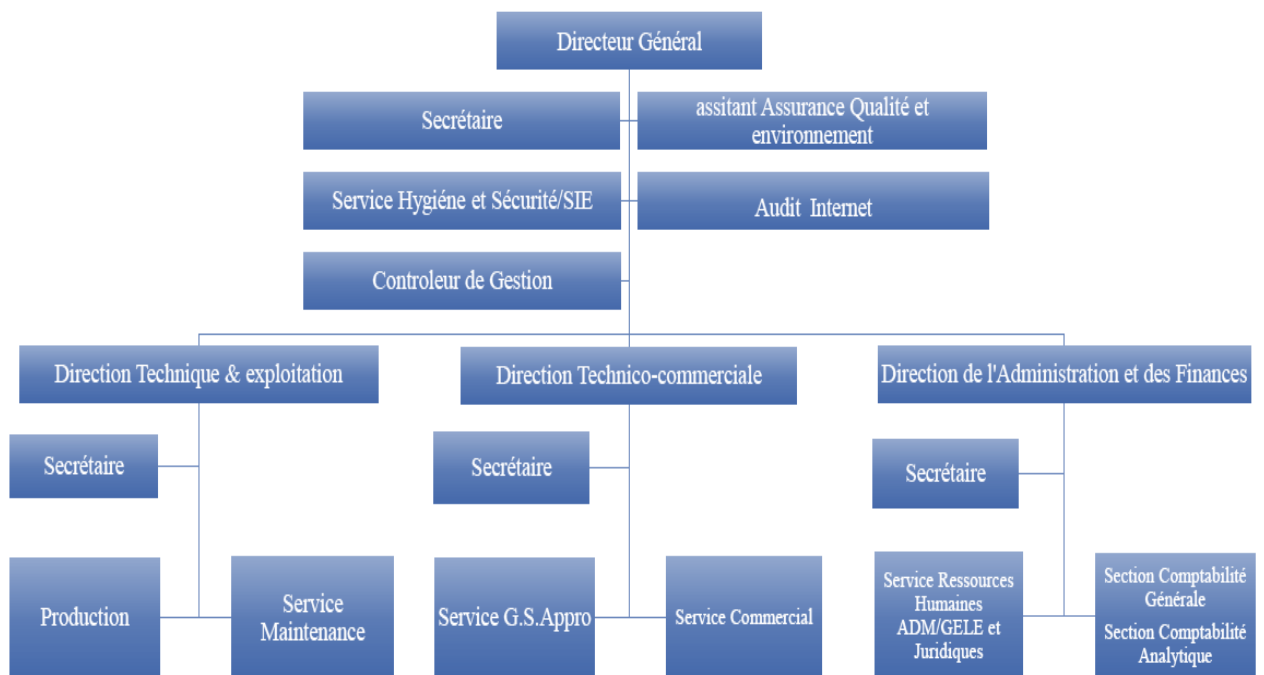 Directeur Général
Secrétaire
assitant Assurance Qualité et
environnement
Service Hygiéne et Sécurité/SIE
Audit Internet
Controleur de Gestion
Direction Technique & exploitation
Direction Technico-commerciale
Direction de l'Administration et des Finances
Secrétaire
Secrétaire
Secrétaire
Production
Service
Maintenance
Service G.S.Appro
Service Commercial
Service Ressources
Humaines
ADM/GELE et
Juridiques
Section Comptabilité
Générale
Section Comptabilité
Analytique